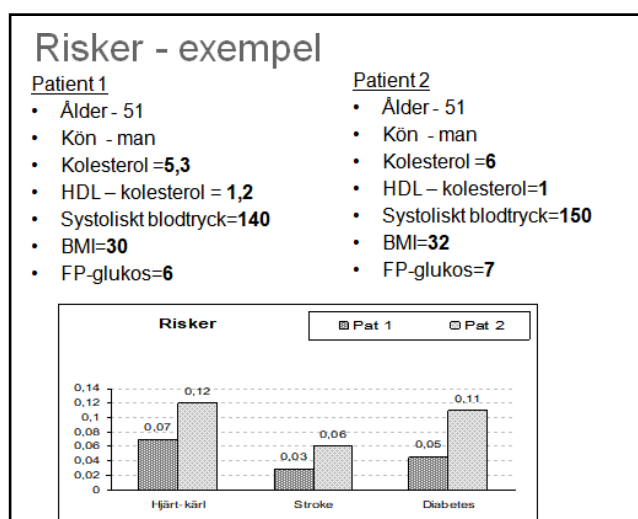 Risker - exempel
Patient 1
• Ålder - 51
• Kön - man
• Kolesterol =5,3
• HDL – kolesterol = 1,2
• Systoliskt blodtryck=140
• BMI=30
• FP-glukos=6
Patient 2
• Ålder - 51
• Kön - man
• Kolesterol =6
• HDL – kolesterol=1
• Systoliskt blodtryck=150
• BMI=32
• FP-glukos=7
Risker
Pat 1
Pat 2
0,14
0,12
0,1
0,08
0,06
0,04
0,02
0
0,07
0,12
0,03
0,06
0,05
0,11
Hjärt-kärl
Stroke
Diabetes